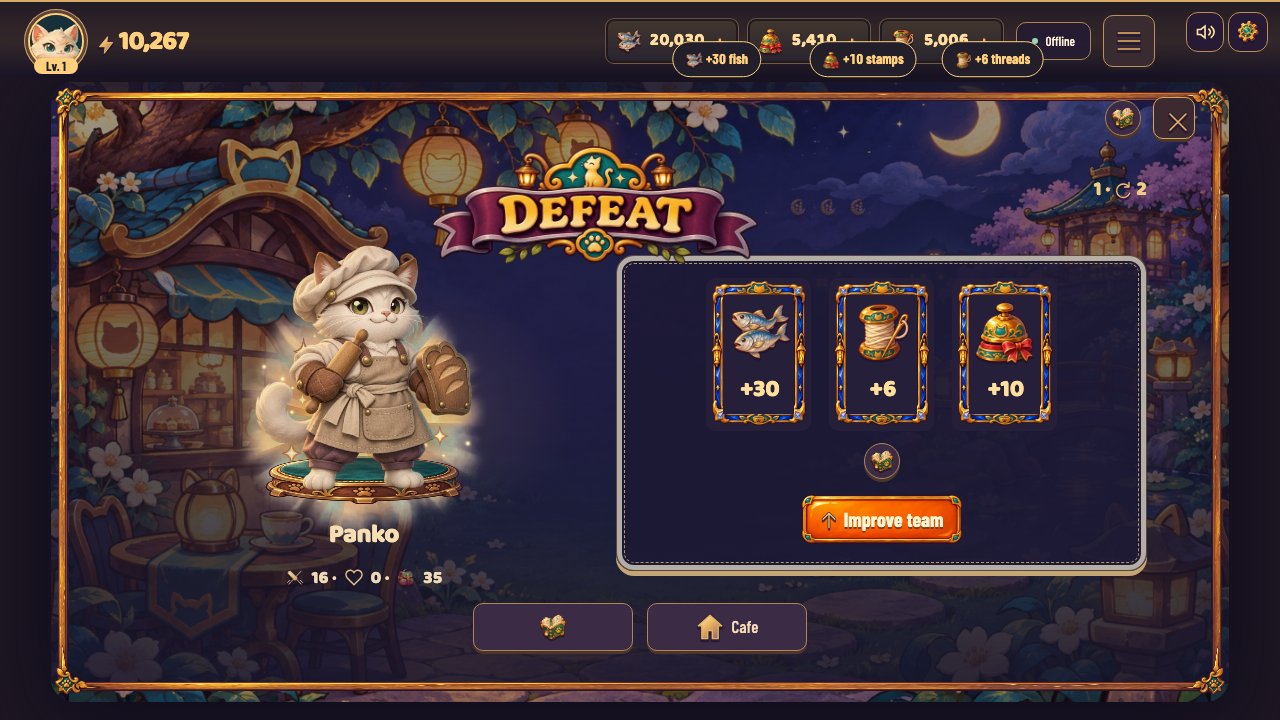 10,267
20,030
5,410
5,006
Offline
Lv. 1
+30 fish
+10 stamps
+6 threads
1 · 2
DEFEAT
+30
+6
+10
Improve team
Panko
16 · 0 · 35
Cafe